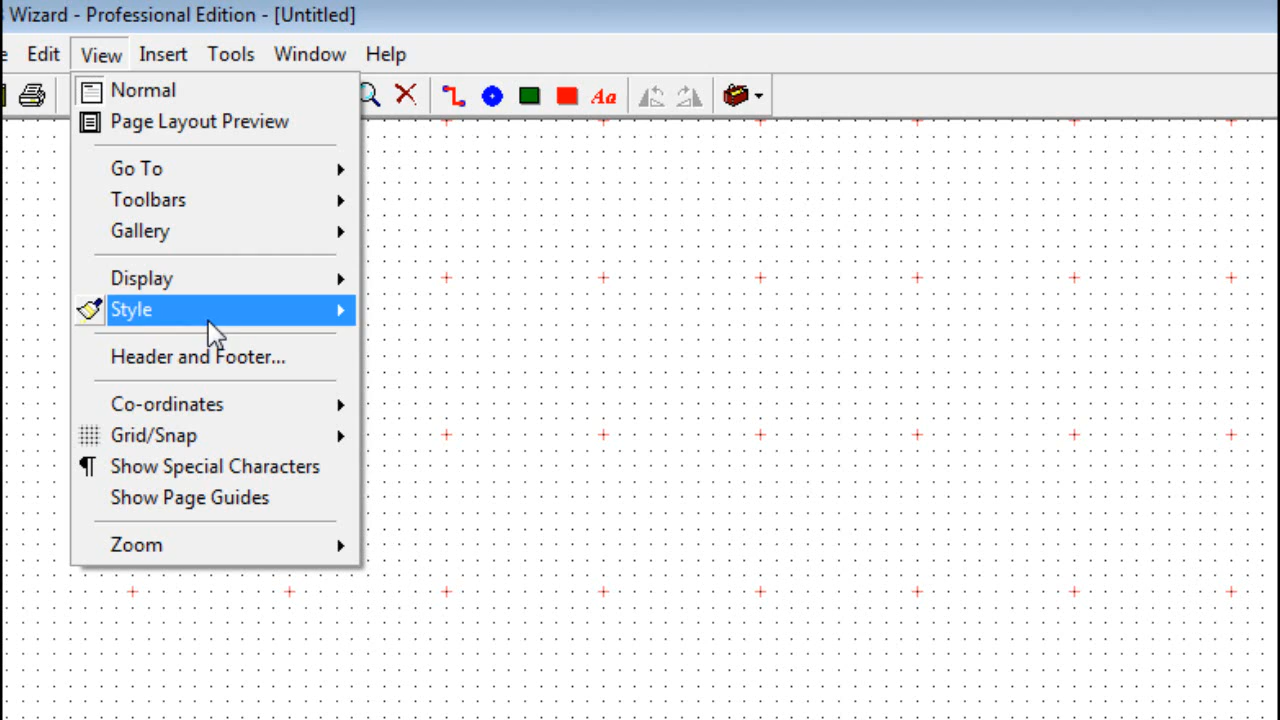 Wizard - Professional Edition - [Untitled]
Edit View Insert Tools Window Help
Normal
Aa
Page Layout Preview
Go To
Toolbars
Gallery
Display
Style
Header and Footer...
Co-ordinates
Grid/Snap
¶ Show Special Characters
Show Page Guides
Zoom